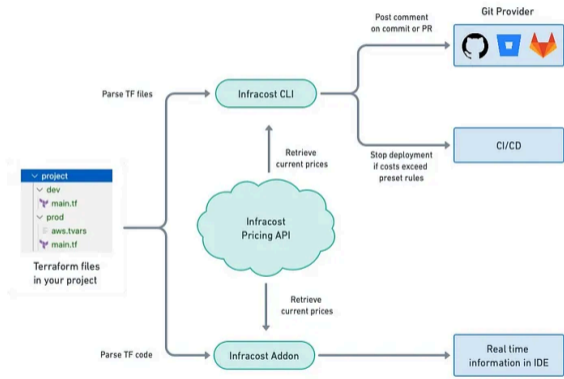 Git Provider
Post comment
on commit or PR
Parse TF files
Infracost CLI
CI/CD
Stop deployment
if costs exceed
preset rules
Retrieve
current prices
project
dev
main.tf
prod
aws.tvars
main.tf
Terraform files
in your project
Infracost
Pricing API
Retrieve
current prices
Parse TF code
Infracost Addon
Real time
information in IDE